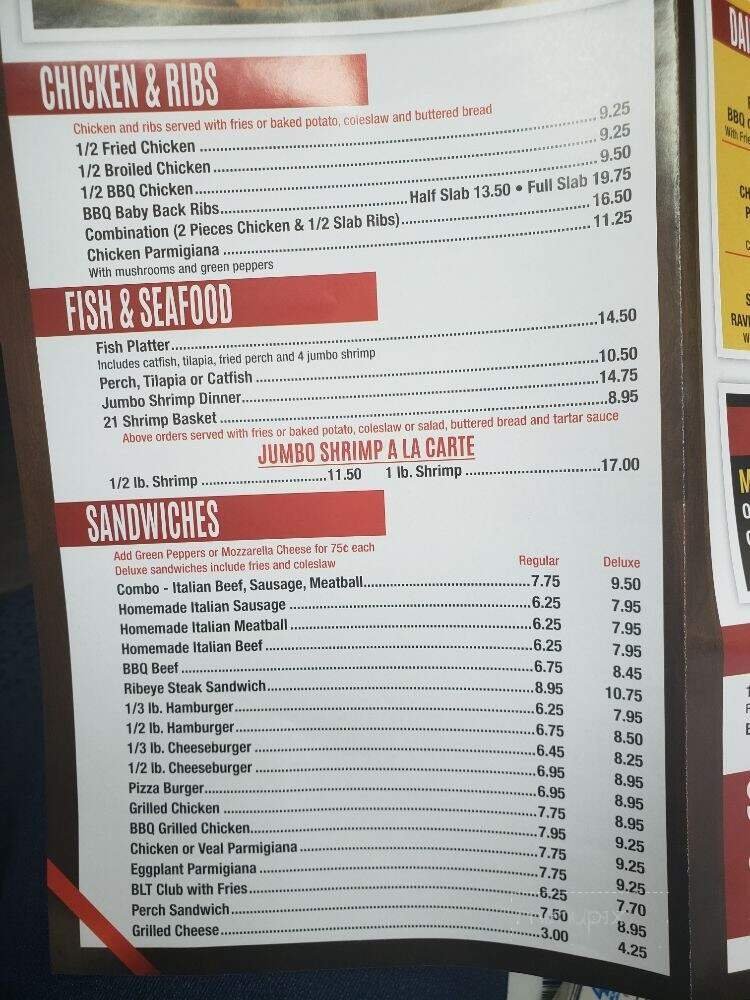 CHICKEN & RIBS
Chicken and ribs served with fries or baked potato, coleslaw and buttered bread
1/2 Fried Chicken 9.25
1/2 Broiled Chicken 9.25
1/2 BBQ Chicken 9.50
BBQ Baby Back Ribs Half Slab 13.50 • Full Slab 19.75
Combination (2 Pieces Chicken & 1/2 Slab Ribs) 16.50
Chicken Parmigiana 11.25
With mushrooms and green peppers
FISH & SEAFOOD
Fish Platter 14.50
Includes catfish, tilapia, fried perch and 4 jumbo shrimp
Perch, Tilapia or Catfish 10.50
Jumbo Shrimp Dinner 14.75
21 Shrimp Basket 8.95
Above orders served with fries or baked potato, coleslaw or salad, buttered bread and tartar sauce
JUMBO SHRIMP A LA CARTE
1/2 lb. Shrimp 11.50 1 lb. Shrimp 17.00
SANDWICHES
Add Green Peppers or Mozzarella Cheese for 75¢ each
Deluxe sandwiches include fries and coleslaw Regular Deluxe
Combo - Italian Beef, Sausage, Meatball 7.75 9.50
Homemade Italian Sausage 6.25 7.95
Homemade Italian Meatball 6.25 7.95
Homemade Italian Beef 6.25 7.95
BBQ Beef 6.75 8.45
Ribeye Steak Sandwich 8.95 10.75
1/3 lb. Hamburger 6.25 7.95
1/2 lb. Hamburger 6.75 8.50
1/3 lb. Cheeseburger 6.45 8.25
1/2 lb. Cheeseburger 6.95 8.95
Pizza Burger 6.95 8.95
Grilled Chicken 7.75 8.95
BBQ Grilled Chicken 7.95 9.25
Chicken or Veal Parmigiana 7.75 9.25
Eggplant Parmigiana 7.75 9.25
BLT Club with Fries 6.25 7.70
Perch Sandwich 7.50 8.95
Grilled Cheese 3.00 4.25
BBQ